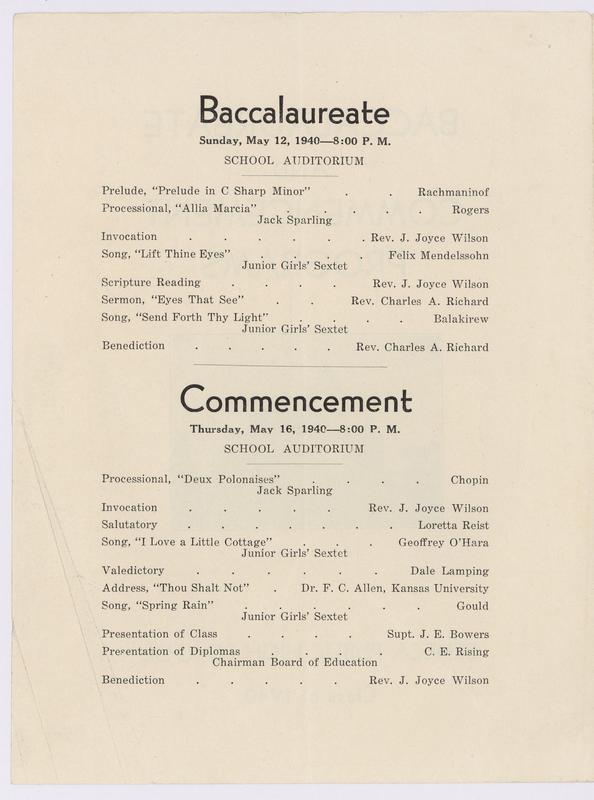 Baccalaureate
Sunday, May 12, 1940—8:00 P. M.
SCHOOL AUDITORIUM
Prelude, "Prelude in C Sharp Minor" . . Rachmaninof
Processional, "Allia Marcia" . . . . . Rogers
Jack Sparling
Invocation . . . . . . Rev. J. Joyce Wilson
Song, "Lift Thine Eyes" . . . . Felix Mendelssohn
Junior Girls' Sextet
Scripture Reading . . . . Rev. J. Joyce Wilson
Sermon, "Eyes That See" . . Rev. Charles A. Richard
Song, "Send Forth Thy Light" . . . . Balakirew
Junior Girls' Sextet
Benediction . . . . . Rev. Charles A. Richard
Commencement
Thursday, May 16, 1940—8:00 P. M.
SCHOOL AUDITORIUM
Processional, "Deux Polonaises" . . . . Chopin
Jack Sparling
Invocation . . . . . Rev. J. Joyce Wilson
Salutatory . . . . . . . Loretta Reist
Song, "I Love a Little Cottage" . . . Geoffrey O'Hara
Junior Girls' Sextet
Valedictory . . . . . . Dale Lamping
Address, "Thou Shalt Not" . Dr. F. C. Allen, Kansas University
Song, "Spring Rain" . . . . . . Gould
Junior Girls' Sextet
Presentation of Class . . . . Supt. J. E. Bowers
Presentation of Diplomas . . . . C. E. Rising
Chairman Board of Education
Benediction . . . . . Rev. J. Joyce Wilson